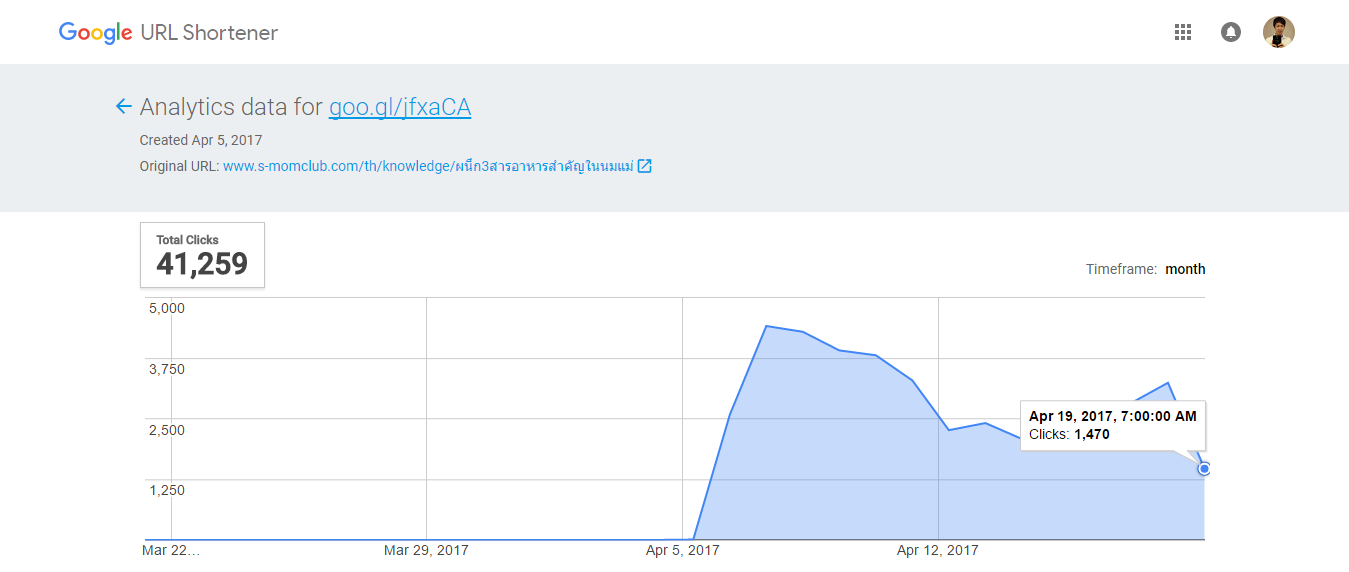 Google URL Shortener
Analytics data for goo.gl/jfxaCA
Created Apr 5, 2017
Original URL: www.s-momclub.com/th/knowledge/ผนึก3สารอาหารสำคัญในนมแม่
Total Clicks
41,259
Timeframe: month
5,000
3,750
2,500
1,250
Apr 19, 2017, 7:00:00 AM
Clicks: 1,470
Mar 22… Mar 29, 2017 Apr 5, 2017 Apr 12, 2017